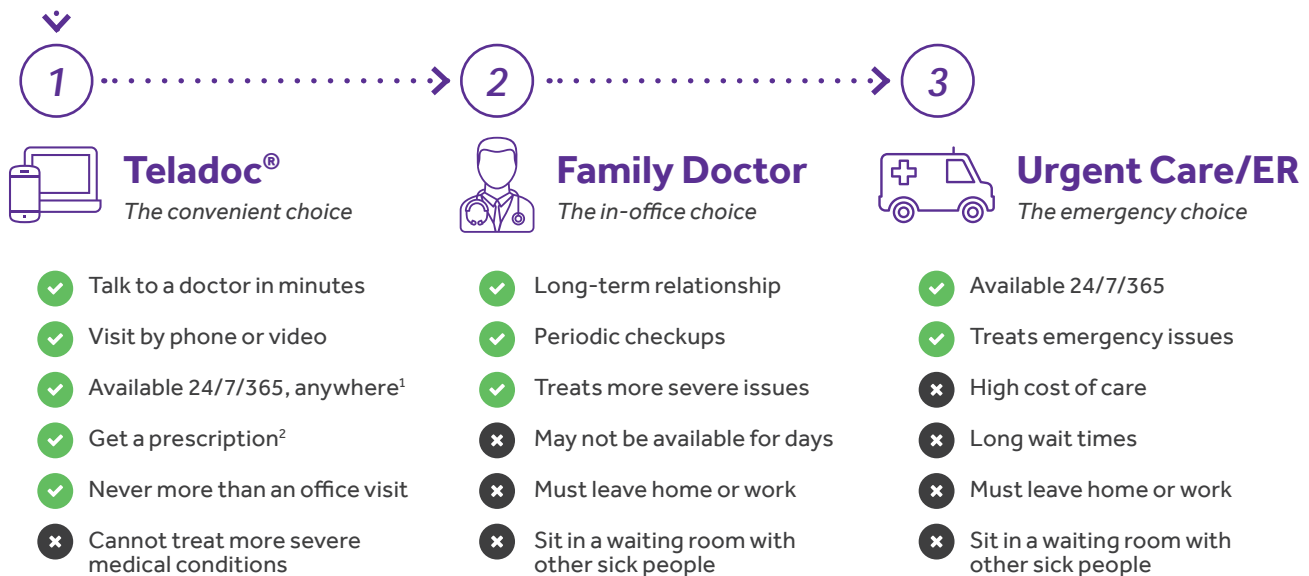 1
2
3
Teladoc®
The convenient choice
Talk to a doctor in minutes
Visit by phone or video
Available 24/7/365, anywhere¹
Get a prescription²
Never more than an office visit
Cannot treat more severe
medical conditions
Family Doctor
The in-office choice
Long-term relationship
Periodic checkups
Treats more severe issues
May not be available for days
Must leave home or work
Sit in a waiting room with
other sick people
Urgent Care/ER
The emergency choice
Available 24/7/365
Treats emergency issues
High cost of care
Long wait times
Must leave home or work
Sit in a waiting room with
other sick people